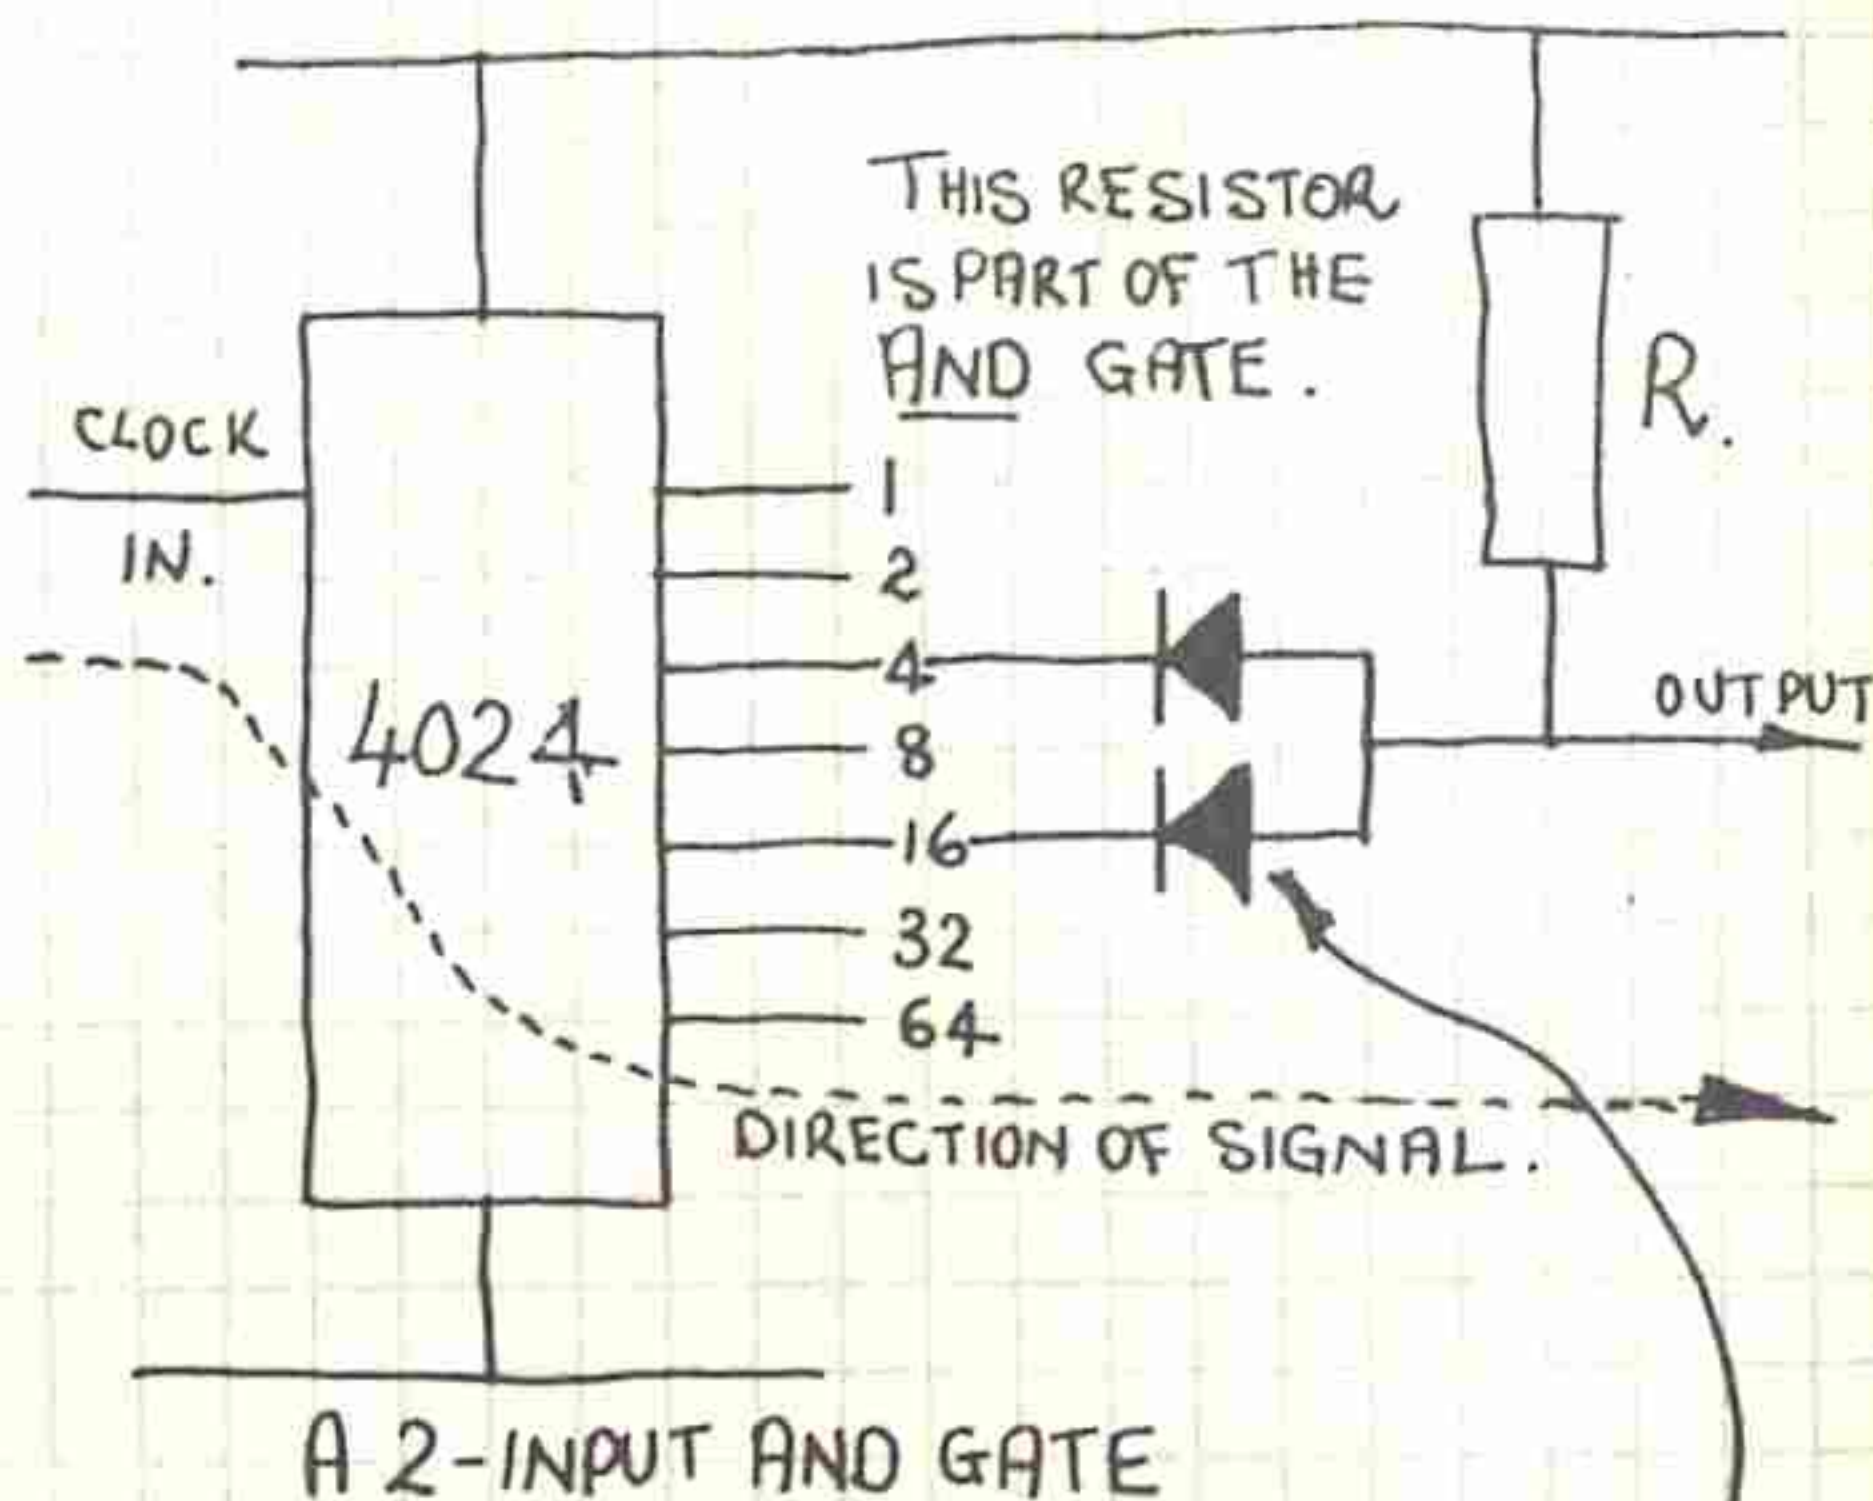 THIS RESISTOR
IS PART OF THE
AND GATE.
R.
CLOCK
IN.
4024
1
2
4
8
16
32
64
OUTPUT
DIRECTION OF SIGNAL.
A 2-INPUT AND GATE